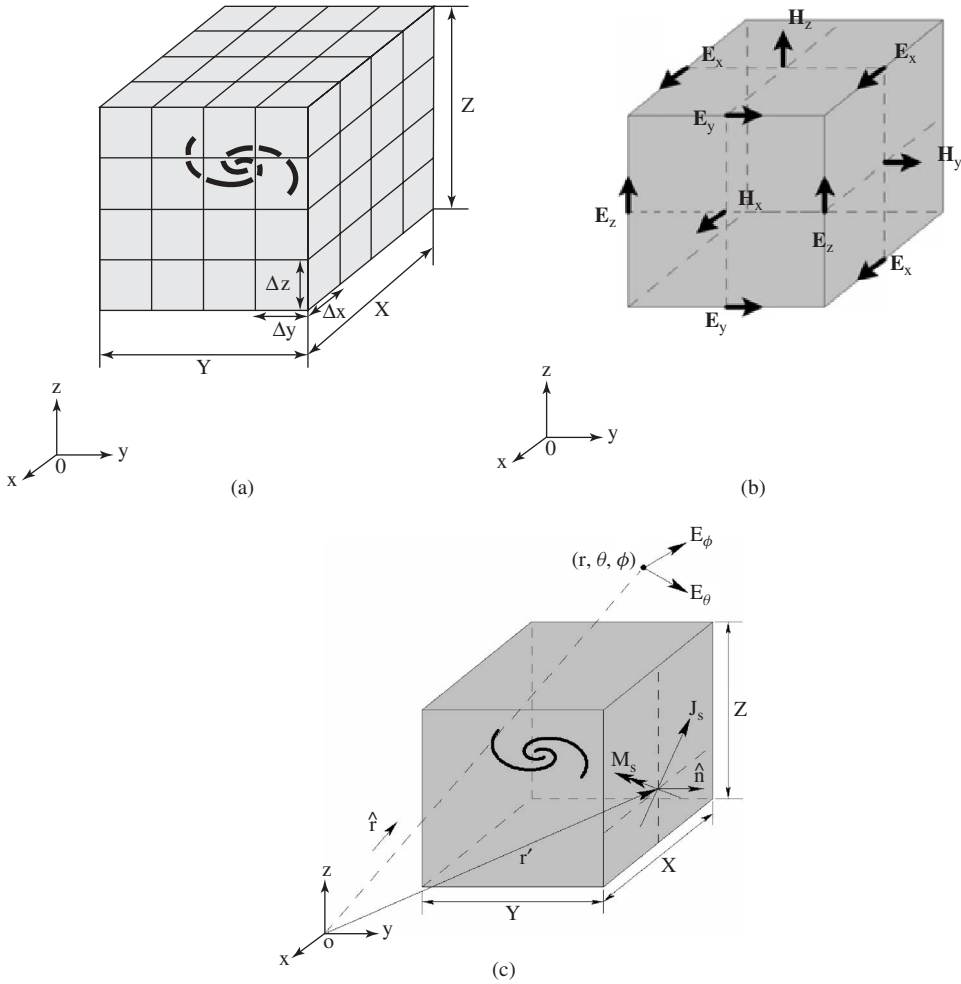 Z
Δz
Δx
X
Δy
Y
z
y
0
x
(a)
H_z
E_x
E_x
E_y
H_y
H_x
E_z
E_z
E_x
E_y
z
y
0
x
(b)
E_ϕ
(r, θ, ϕ)
E_θ
J_s
Z
M_s
n̂
r̂
r′
X
Y
z
y
o
x
(c)